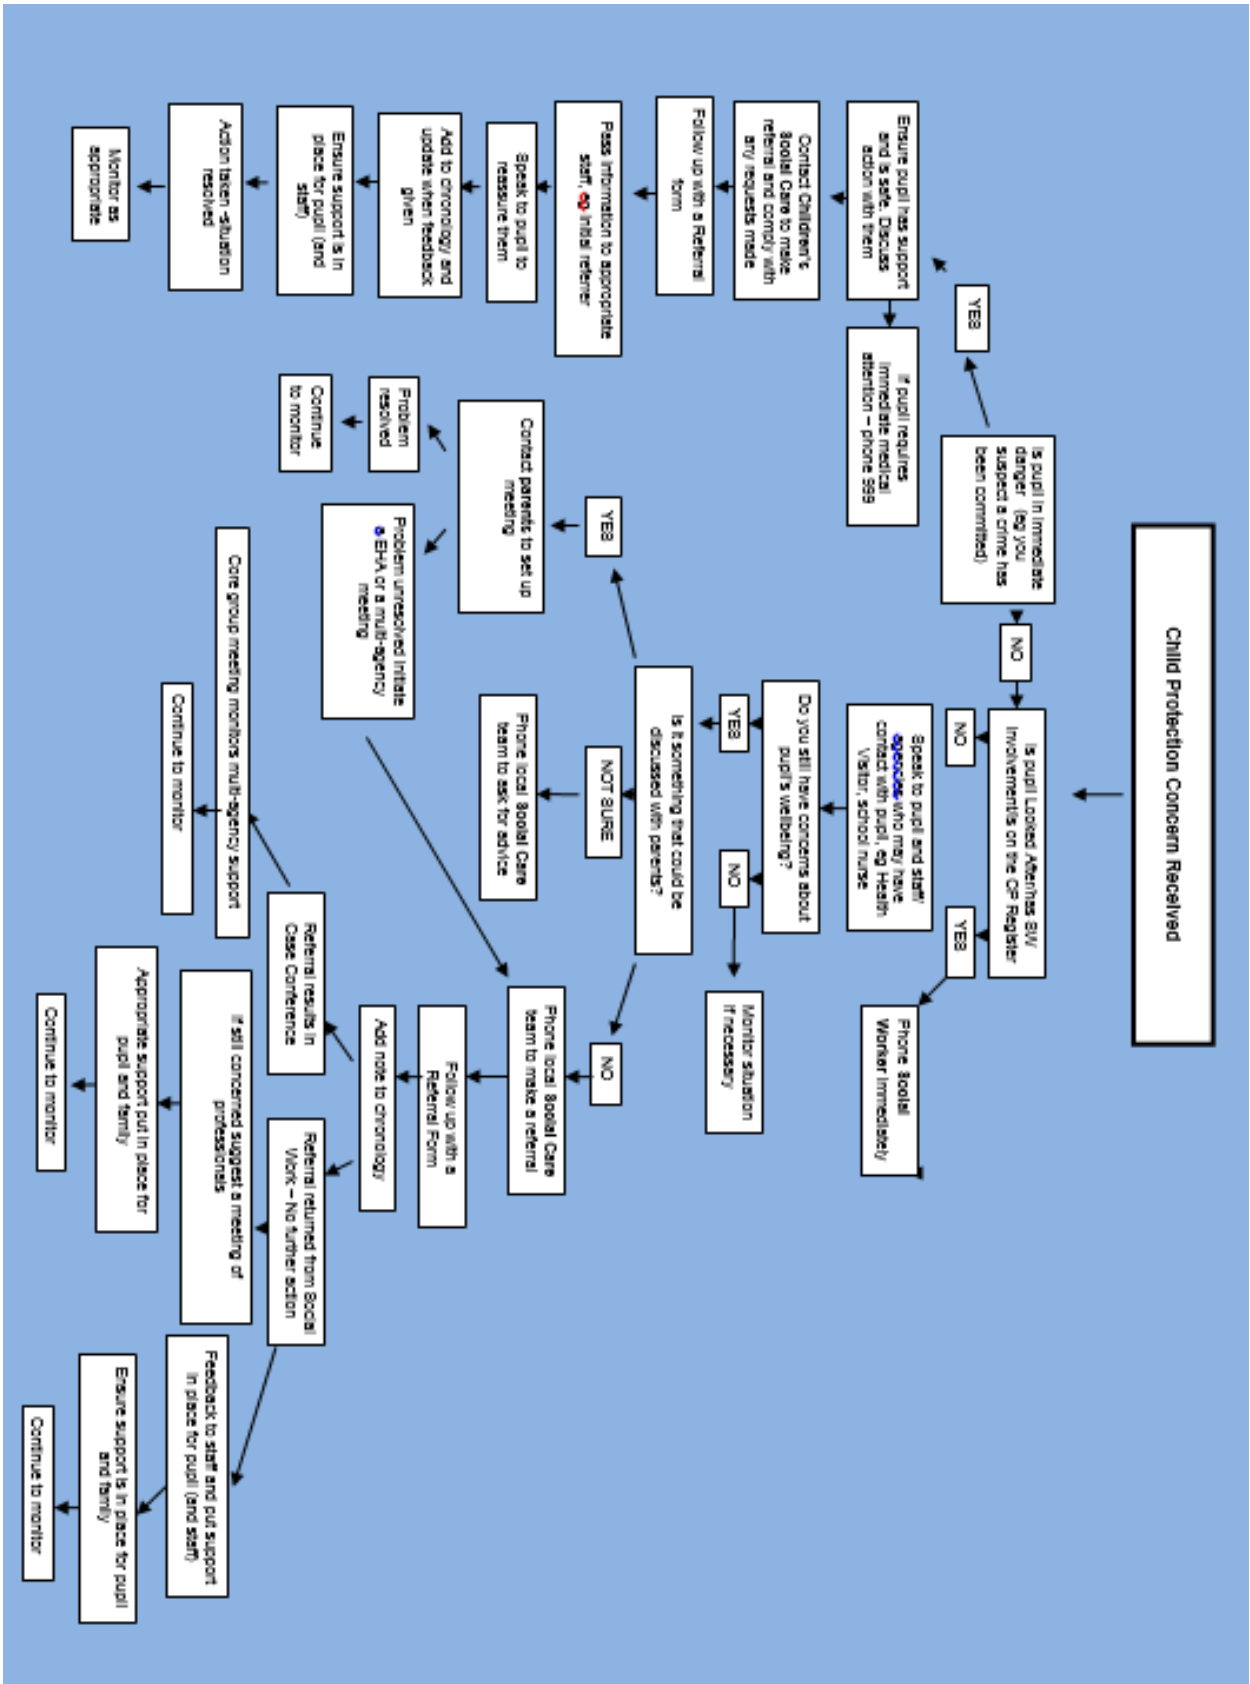 Child Protection Concern Received
Is pupil in immediate
danger (eg you
suspect a crime has
been committed)
NO
Is pupil Looked After/has SW
involvement/is on the CP Register
YES
NO
YES
Ensure pupil has support
and is safe. Discuss
action with them
If pupil requires
immediate medical
attention – phone 999
Speak to pupil and staff/
agencies who may have
contact with pupil, eg Health
Visitor, school nurse
Phone Social
Worker immediately
Contact Children's
Social Care to make
referral and comply with
any requests made
Do you still have concerns about
pupil's wellbeing?
YES
NO
Monitor situation
if necessary
Follow up with a Referral
form
Is it something that could be
discussed with parents?
Pass information to appropriate
staff, eg initial referrer
YES
NOT SURE
NO
Speak to pupil to
reassure them
Contact parents to set up
meeting
Phone local Social Care
team to ask for advice
Phone local Social Care
team to make a referral
Add to chronology and
update when feedback
given
Problem
resolved
Problem unresolved initiate
a EHA or a multi-agency
meeting
Follow up with a
Referral Form
Ensure support is in
place for pupil (and
staff)
Continue
to monitor
Add note to chronology
Action taken -situation
resolved
Referral results in
Case Conference
Referral returned from Social
Work – No further action
Monitor as
appropriate
Core group meeting monitors multi-agency support
If still concerned suggest a meeting of
professionals
Feedback to staff and put support
in place for pupil (and staff)
Continue to monitor
Appropriate support put in place for
pupil and family
Ensure support is in place for pupil
and family
Continue to monitor
Continue to monitor